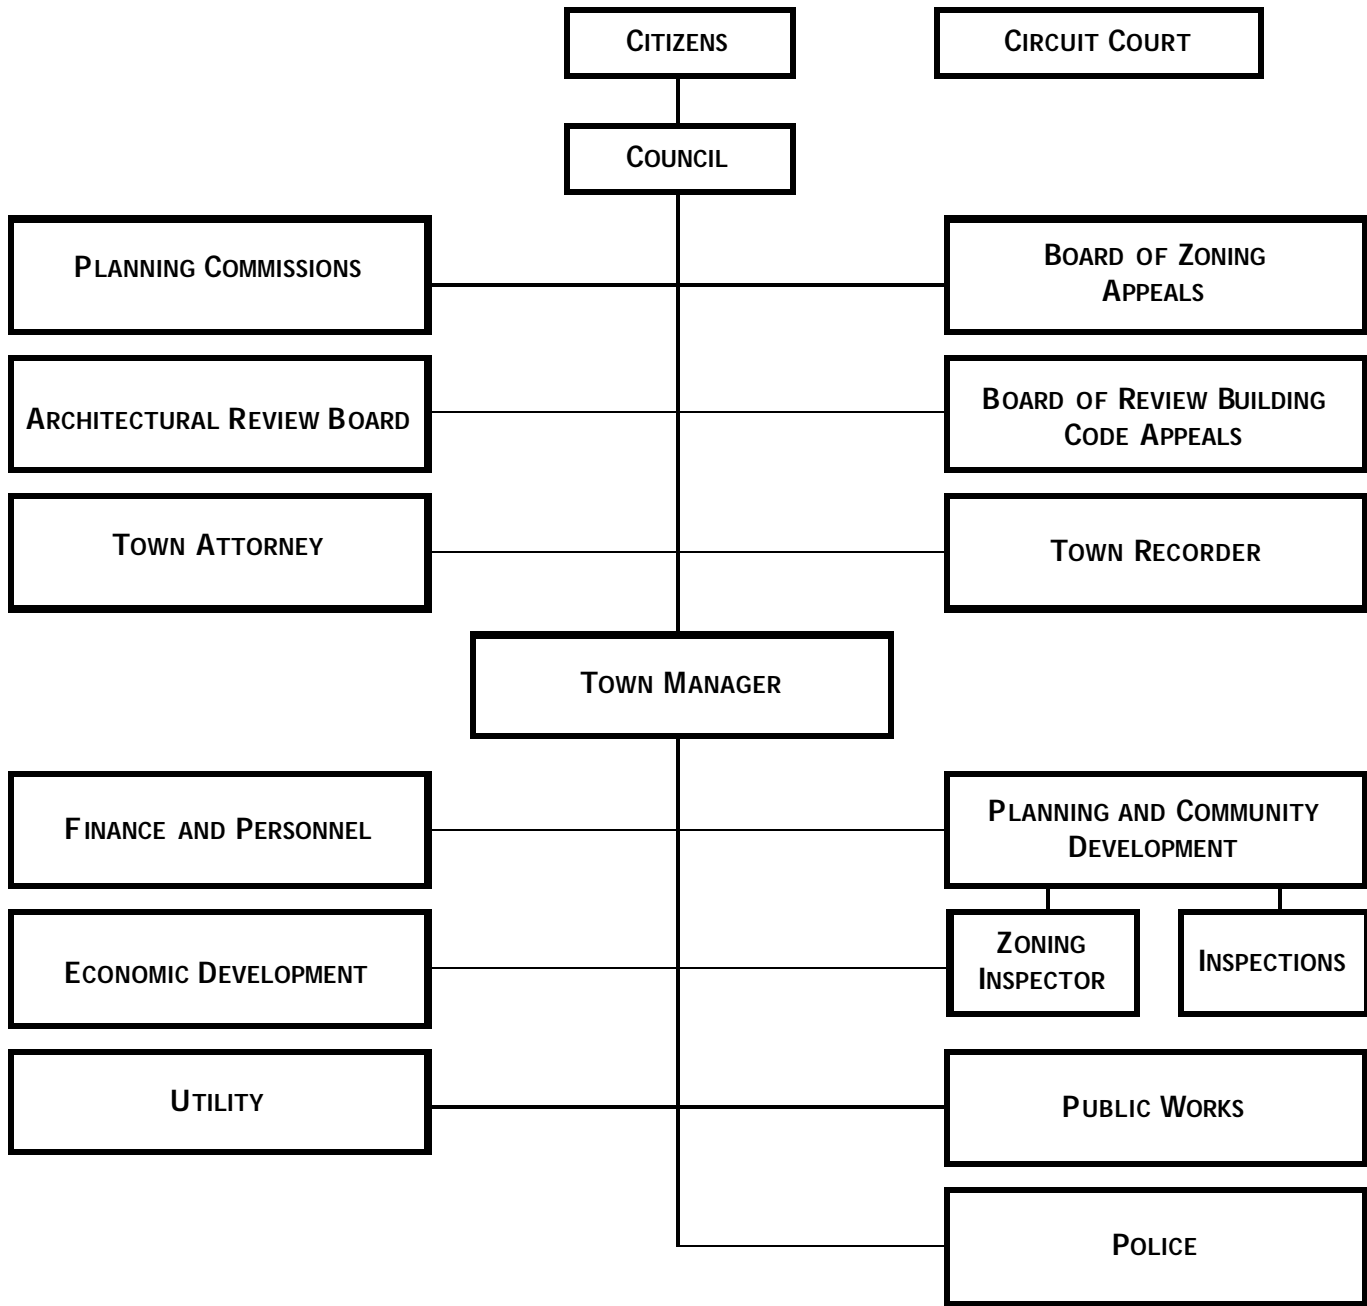 CITIZENS
CIRCUIT COURT
COUNCIL
PLANNING COMMISSIONS
BOARD OF ZONING
APPEALS
ARCHITECTURAL REVIEW BOARD
BOARD OF REVIEW BUILDING
CODE APPEALS
TOWN ATTORNEY
TOWN RECORDER
TOWN MANAGER
FINANCE AND PERSONNEL
PLANNING AND COMMUNITY
DEVELOPMENT
ECONOMIC DEVELOPMENT
ZONING
INSPECTOR
INSPECTIONS
UTILITY
PUBLIC WORKS
POLICE